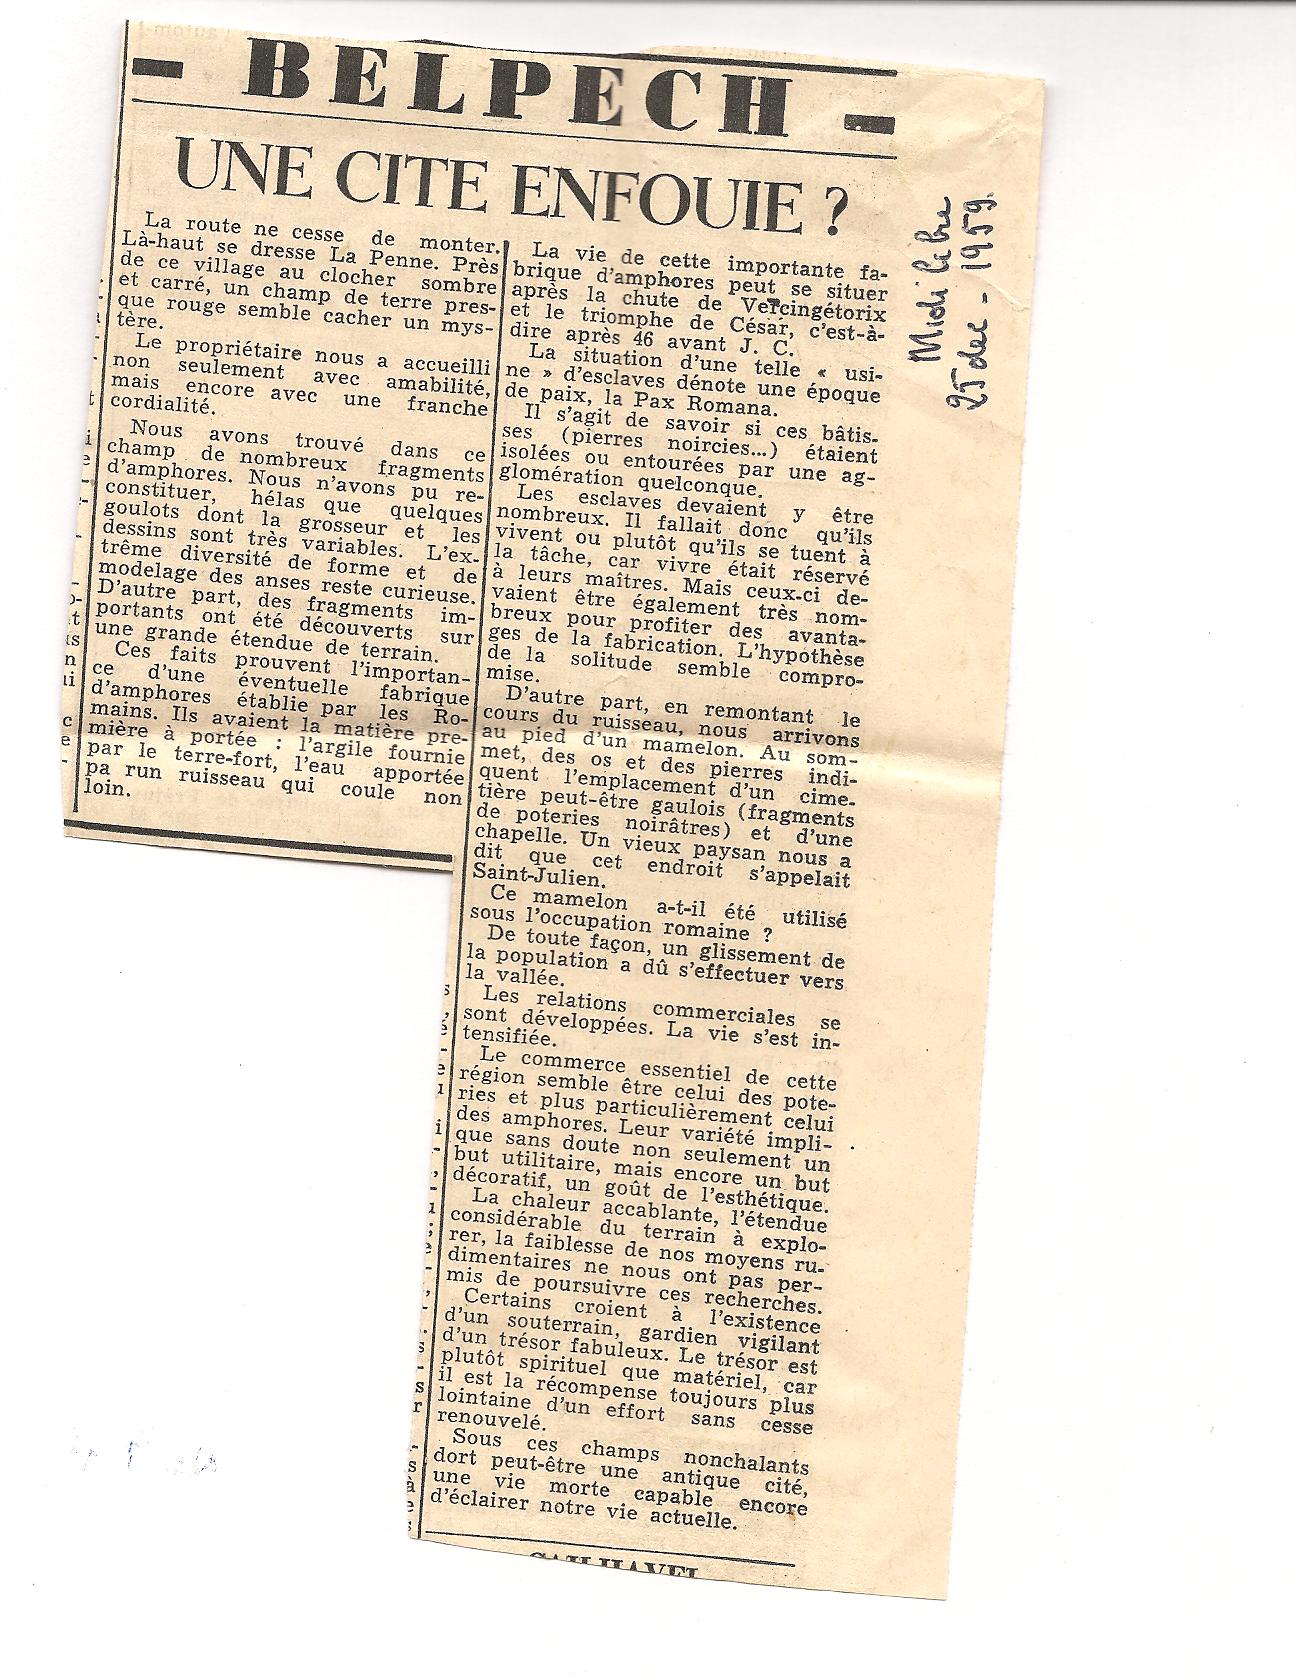 - BELPECH -
UNE CITE ENFOUIE ?
La route ne cesse de monter.
Là-haut se dresse La Penne. Près
de ce village au clocher sombre
et carré, un champ de terre pres-
que rouge semble cacher un mys-
tère.
Le propriétaire nous a accueilli
non seulement avec amabilité,
mais encore avec une franche
cordialité.
Nous avons trouvé dans ce
champ de nombreux fragments
d'amphores. Nous n'avons pu re-
constituer, hélas que quelques
goulots dont la grosseur et les
dessins sont très variables. L'ex-
trême diversité de forme et de
modelage des anses reste curieuse.
D'autre part, des fragments im-
portants ont été découverts sur
une grande étendue de terrain.
Ces faits prouvent l'importan-
ce d'une éventuelle fabrique
d'amphores établie par les Ro-
mains. Ils avaient la matière pre-
mière à portée : l'argile fournie
par le terre-fort, l'eau apportée
pa run ruisseau qui coule non
loin.
La vie de cette importante fa-
brique d'amphores peut se situer
après la chute de Vercingétorix
et le triomphe de César, c'est-à-
dire après 46 avant J. C.
La situation d'une telle « usi-
ne » d'esclaves dénote une époque
de paix, la Pax Romana.
Il s'agit de savoir si ces bâtis-
ses (pierres noircies...) étaient
isolées ou entourées par une ag-
glomération quelconque.
Les esclaves devaient y être
nombreux. Il fallait donc qu'ils
vivent ou plutôt qu'ils se tuent à
la tâche, car vivre était réservé
à leurs maîtres. Mais ceux-ci de-
vaient être également très nom-
breux pour profiter des avanta-
ges de la fabrication. L'hypothèse
de la solitude semble compro-
mise.
D'autre part, en remontant le
cours du ruisseau, nous arrivons
au pied d'un mamelon. Au som-
met, des os et des pierres indi-
quent l'emplacement d'un cime-
tière peut-être gaulois (fragments
de poteries noirâtres) et d'une
chapelle. Un vieux paysan nous a
dit que cet endroit s'appelait
Saint-Julien.
Ce mamelon a-t-il été utilisé
sous l'occupation romaine ?
De toute façon, un glissement de
la population a dû s'effectuer vers
la vallée.
Les relations commerciales se
sont développées. La vie s'est in-
tensifiée.
Le commerce essentiel de cette
région semble être celui des pote-
ries et plus particulièrement celui
des amphores. Leur variété impli-
que sans doute non seulement un
but utilitaire, mais encore un but
décoratif, un goût de l'esthétique.
La chaleur accablante, l'étendue
considérable du terrain à explo-
rer, la faiblesse de nos moyens ru-
dimentaires ne nous ont pas per-
mis de poursuivre ces recherches.
Certains croient à l'existence
d'un souterrain, gardien vigilant
d'un trésor fabuleux. Le trésor est
plutôt spirituel que matériel, car
il est la récompense toujours plus
lointaine d'un effort sans cesse
renouvelé.
Sous ces champs nonchalants
dort peut-être une antique cité,
une vie morte capable encore
d'éclairer notre vie actuelle.
Midi libre
25 dec - 1959.